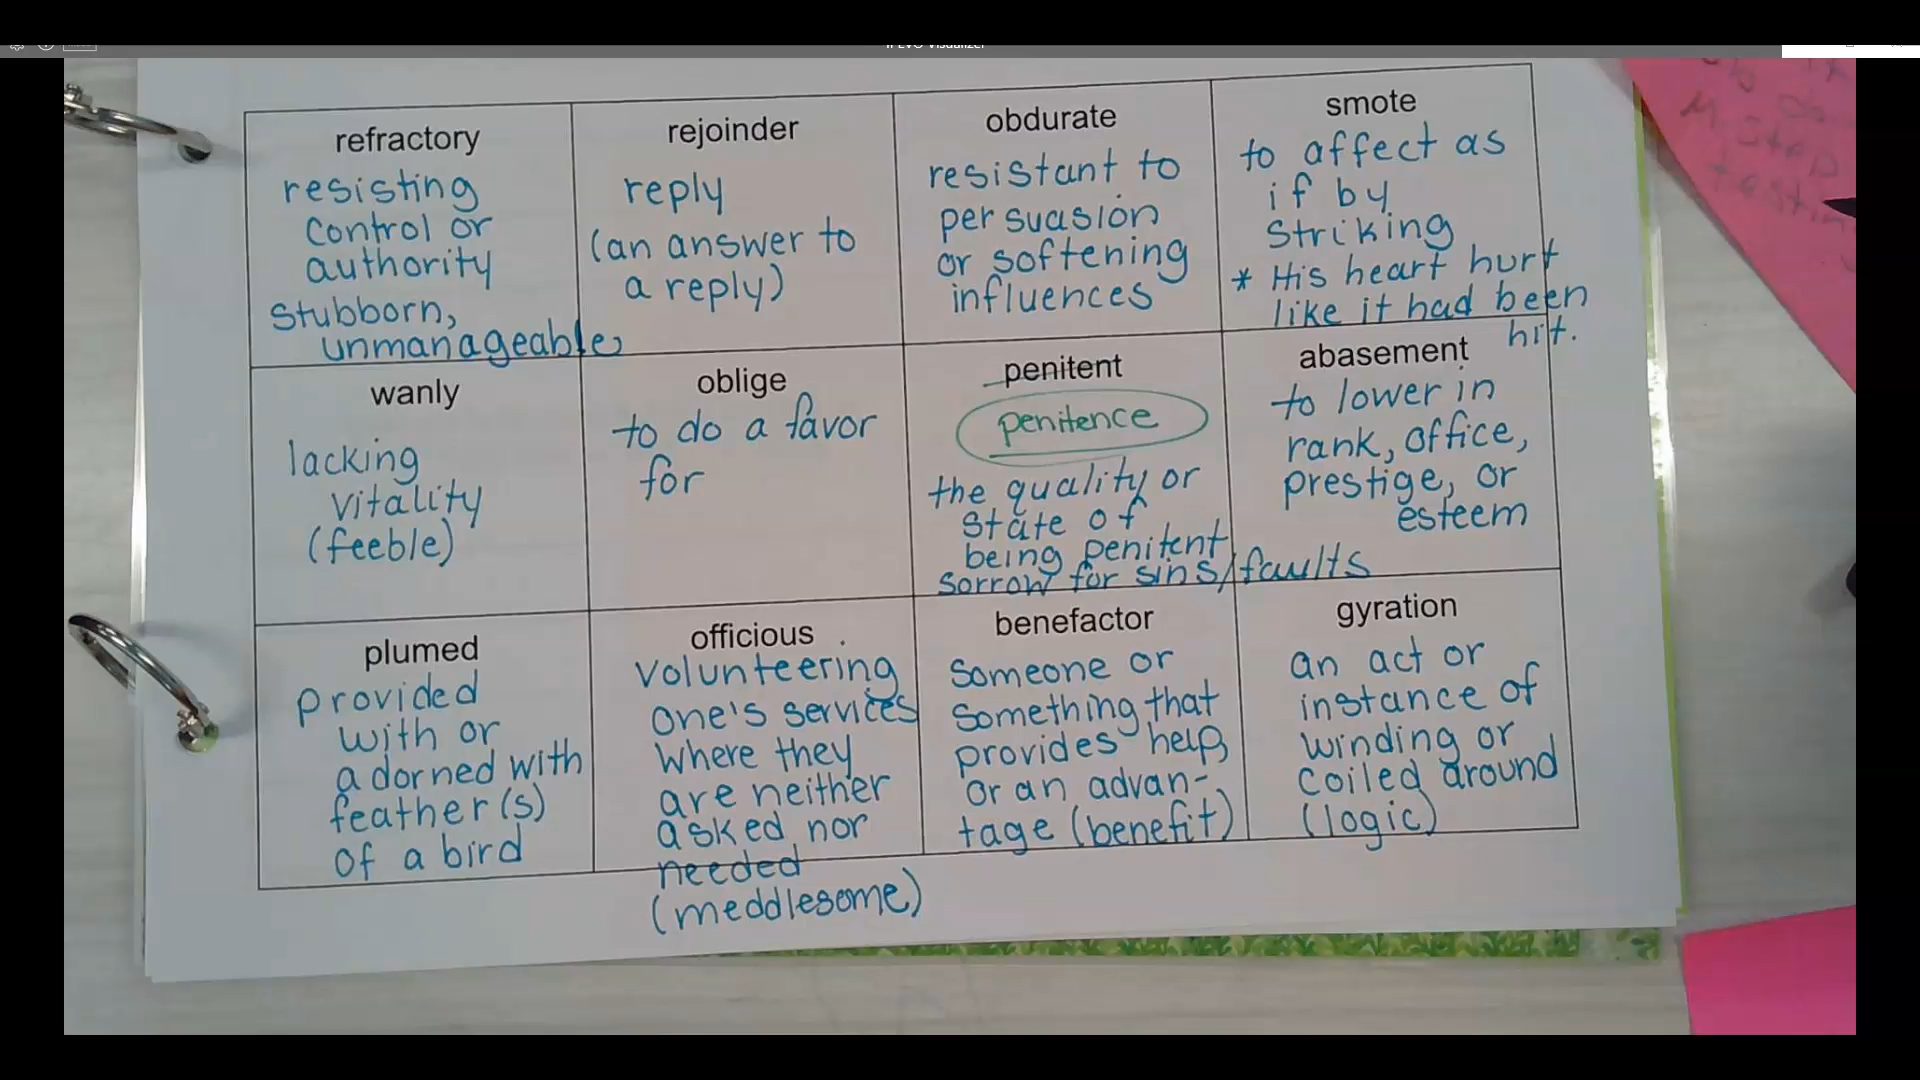 refractory
resisting
control or
authority
stubborn,
unmanageable
rejoinder
reply
(an answer to
a reply)
obdurate
resistant to
persuasion
or softening
influences
smote
to affect as
if by
striking
* His heart hurt
like it had been
hit.
wanly
lacking
vitality
(feeble)
oblige
to do a favor
for
penitent
penitence
the quality or
state of
being penitent
sorrow for sins/faults
abasement
to lower in
rank, office,
prestige, or
esteem
plumed
provided
with or
adorned with
feather(s)
of a bird
officious
volunteering
one's services
where they
are neither
asked nor
needed
(meddlesome)
benefactor
someone or
something that
provides help,
or an advan-
tage (benefit)
gyration
an act or
instance of
winding or
coiled around
(logic)